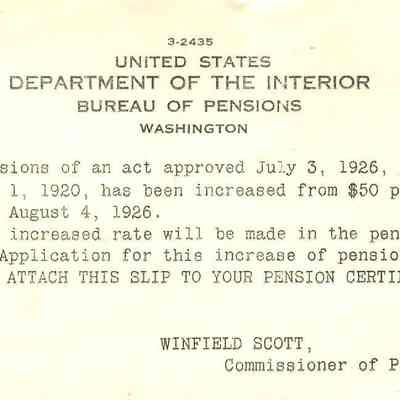 3-2435
UNITED STATES
DEPARTMENT OF THE INTERIOR
BUREAU OF PENSIONS
WASHINGTON
sions of an act approved July 3, 1926,
1, 1920, has been increased from $50 p
August 4, 1926.
increased rate will be made in the pen
Application for this increase of pensio
ATTACH THIS SLIP TO YOUR PENSION CERTI
WINFIELD SCOTT,
Commissioner of P